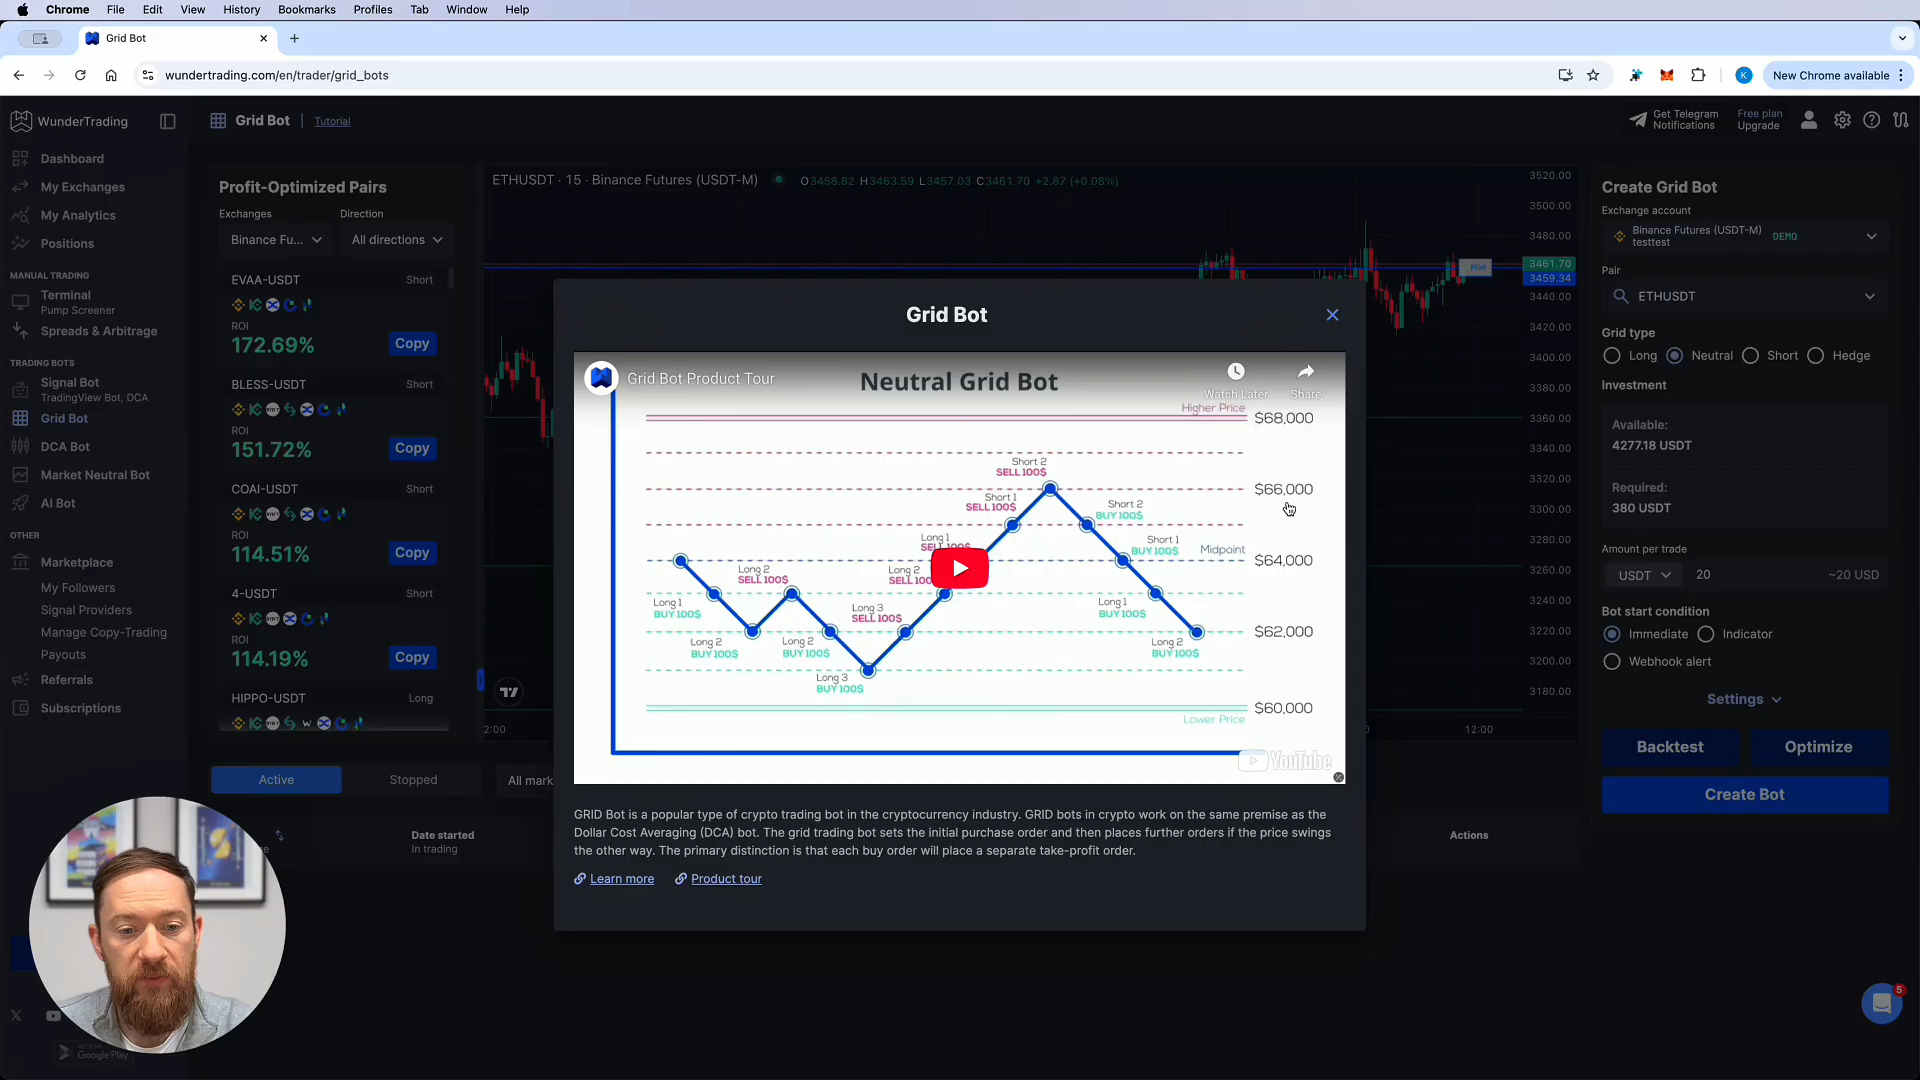 Chrome File Edit View History Bookmarks Profiles Tab Window Help
Grid Bot
wundertrading.com/en/trader/grid_bots
K
New Chrome available
WunderTrading
Grid Bot | Tutorial
Get Telegram
Notifications
Free plan
Upgrade
Dashboard
My Exchanges
My Analytics
Positions
MANUAL TRADING
Terminal
Pump Screener
Spreads & Arbitrage
TRADING BOTS
Signal Bot
TradingView Bot, DCA
Grid Bot
DCA Bot
Market Neutral Bot
AI Bot
OTHER
Marketplace
My Followers
Signal Providers
Manage Copy-Trading
Payouts
Referrals
Subscriptions
Google Play
Profit-Optimized Pairs
Exchanges Direction
Binance Fu... All directions
EVAA-USDT Short
ROI
172.69% Copy
BLESS-USDT Short
ROI
151.72% Copy
COAI-USDT Short
ROI
114.51% Copy
4-USDT Short
ROI
114.19% Copy
HIPPO-USDT Long
Active Stopped All mark
Date started
In trading
Actions
ETHUSDT · 15 · Binance Futures (USDT-M) O3458.82 H3463.59 L3457.03 C3461.70 +2.87 (+0.08%)
3520.00
3500.00
3480.00
Mid
3461.70
3459.34
3440.00
3420.00
3400.00
3380.00
3360.00
3340.00
3320.00
3300.00
3280.00
3260.00
3240.00
3220.00
3200.00
3180.00
2:00 12:00
Grid Bot
Grid Bot Product Tour
Neutral Grid Bot
Watch Later Share
Higher Price $68,000
Short 2
SELL 100$
$66,000
Short 1
SELL 100$
Short 2
BUY 100$
Long 1
SELL 100$
Short 1
BUY 100$
Midpoint
$64,000
Long 2
SELL 100$
Long 2
SELL 100
Long 1
BUY 100$
Long 3
SELL 100$
Long 1
BUY 100$
$62,000
Long 2
BUY 100$
Long 2
BUY 100$
Long 2
BUY 100$
Long 3
BUY 100$
$60,000
Lower Price
YouTube
GRID Bot is a popular type of crypto trading bot in the cryptocurrency industry. GRID bots in crypto work on the same premise as the
Dollar Cost Averaging (DCA) bot. The grid trading bot sets the initial purchase order and then places further orders if the price swings
the other way. The primary distinction is that each buy order will place a separate take-profit order.
Learn more Product tour
Create Grid Bot
Exchange account
Binance Futures (USDT-M)
testtest
DEMO
Pair
ETHUSDT
Grid type
Long Neutral Short Hedge
Investment
Available:
4277.18 USDT
Required:
380 USDT
Amount per trade
USDT 20 ~20 USD
Bot start condition
Immediate Indicator
Webhook alert
Settings
Backtest Optimize
Create Bot
5